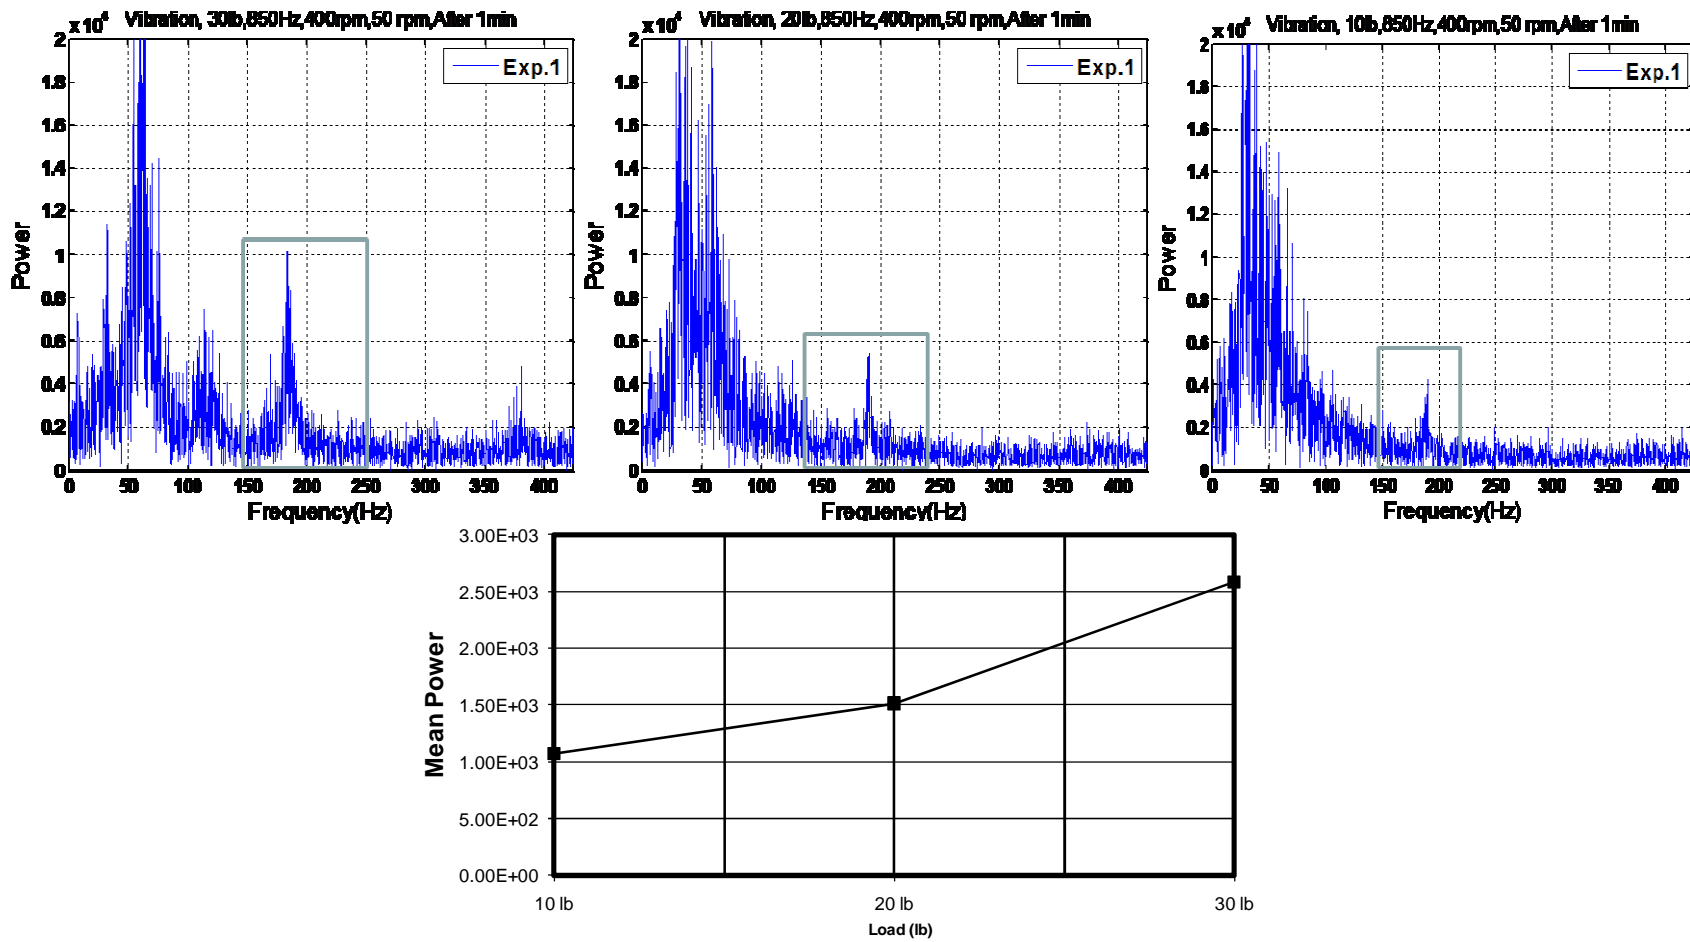 x 10⁴ Vibration, 30lb,850Hz,400rpm,50 rpm,After 1min
2
1.8
1.6
1.4
1.2
1
0.8
0.6
0.4
0.2
0
Power
Exp.1
0 50 100 150 200 250 300 350 400
Frequency(Hz)
x 10⁴ Vibration, 20lb,850Hz,400rpm,50 rpm,After 1min
2
1.8
1.6
1.4
1.2
1
0.8
0.6
0.4
0.2
0
Power
Exp.1
0 50 100 150 200 250 300 350 400
Frequency(Hz)
x 10⁴ Vibration, 10lb,850Hz,400rpm,50 rpm,After 1min
2
1.8
1.6
1.4
1.2
1
0.8
0.6
0.4
0.2
0
Power
Exp.1
0 50 100 150 200 250 300 350 400
Frequency(Hz)
3.00E+03
2.50E+03
2.00E+03
1.50E+03
1.00E+03
5.00E+02
0.00E+00
Mean Power
10 lb 20 lb 30 lb
Load (lb)